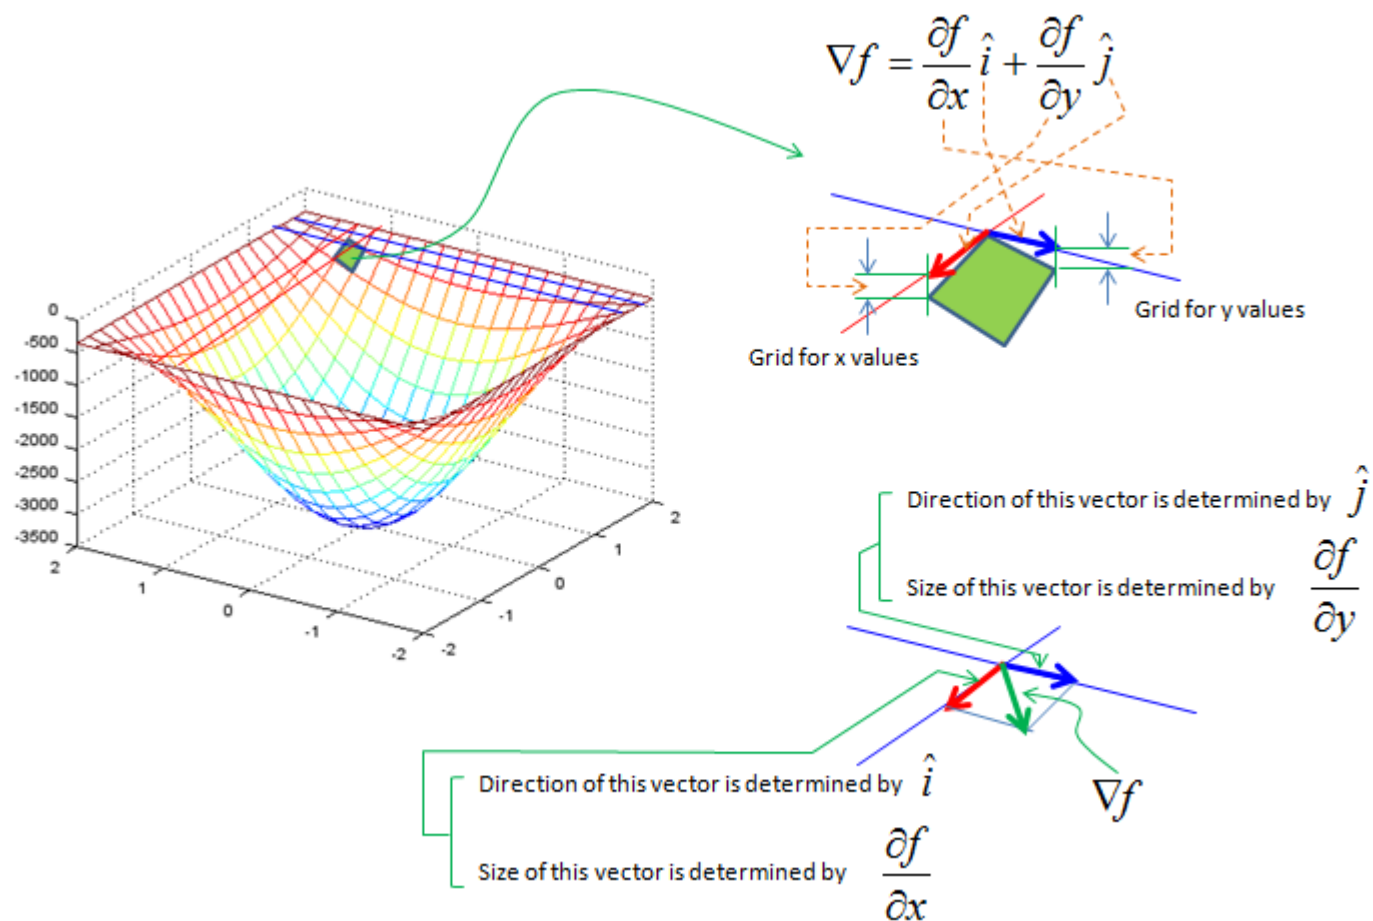 ∇f = ∂f/∂x î + ∂f/∂y ĵ
Grid for y values
Grid for x values
0
-500
-1000
-1500
-2000
-2500
-3000
-3500
2
1
0
-1
-2
-2
-1
0
1
2
Direction of this vector is determined by ĵ
Size of this vector is determined by ∂f/∂y
Direction of this vector is determined by î
∇f
Size of this vector is determined by ∂f/∂x